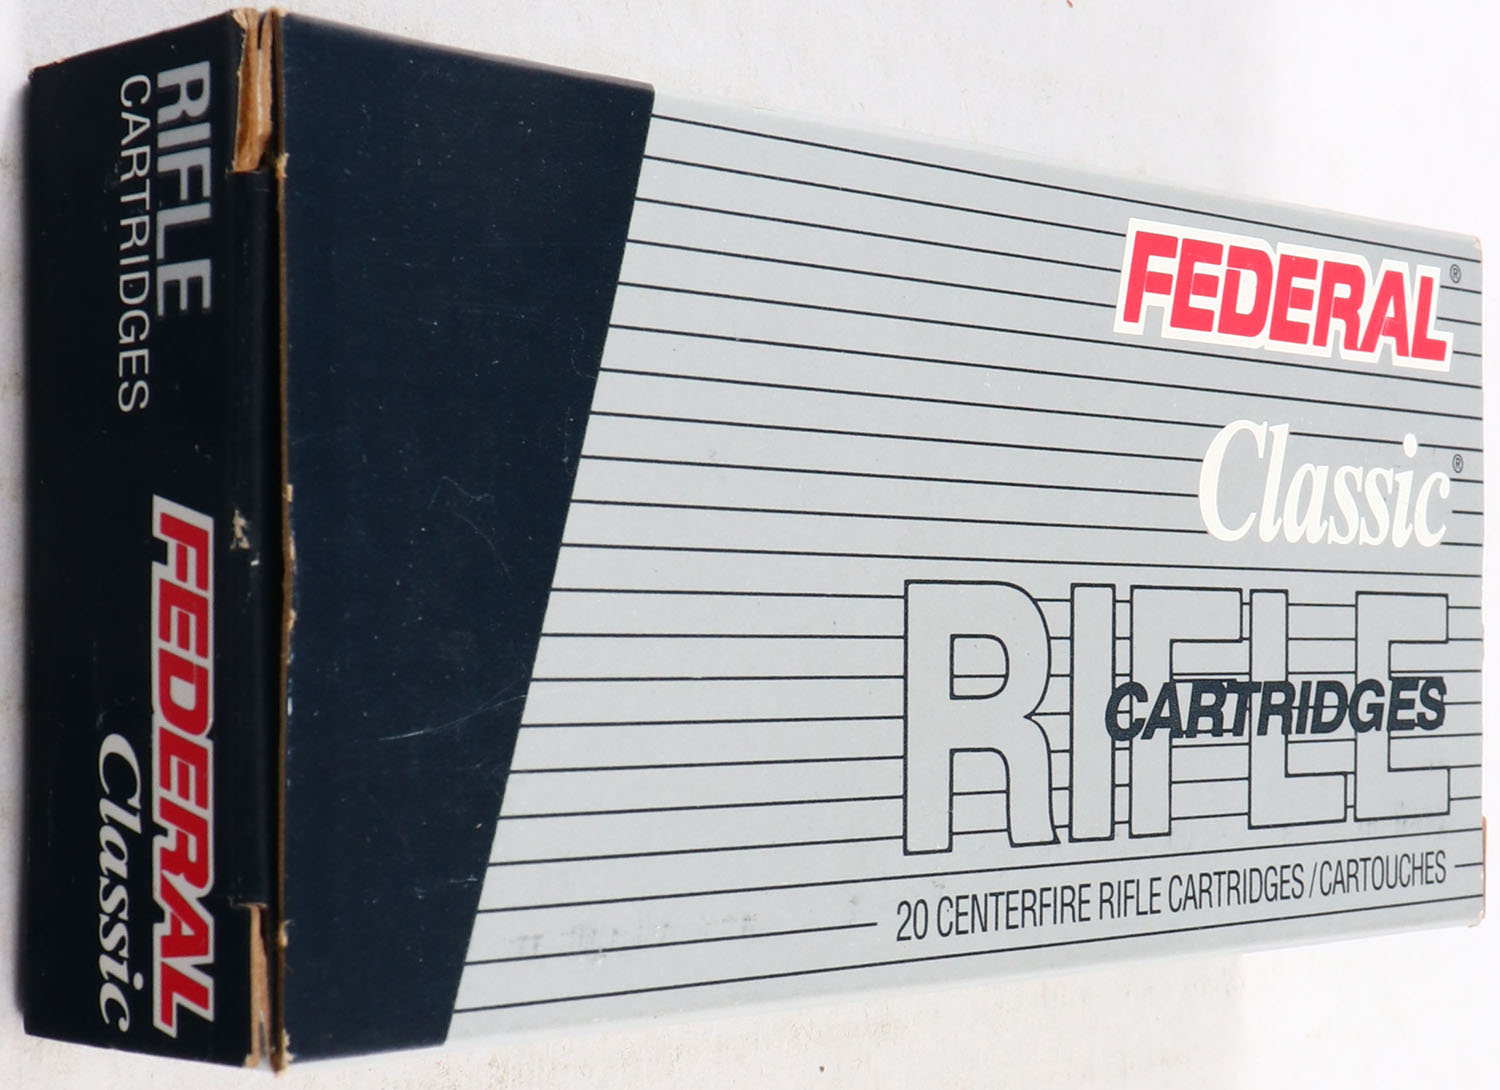 RIFLE
CARTRIDGES
FEDERAL
Classic
FEDERAL®
Classic®
RIFLE
CARTRIDGES
20 CENTERFIRE RIFLE CARTRIDGES/CARTOUCHES